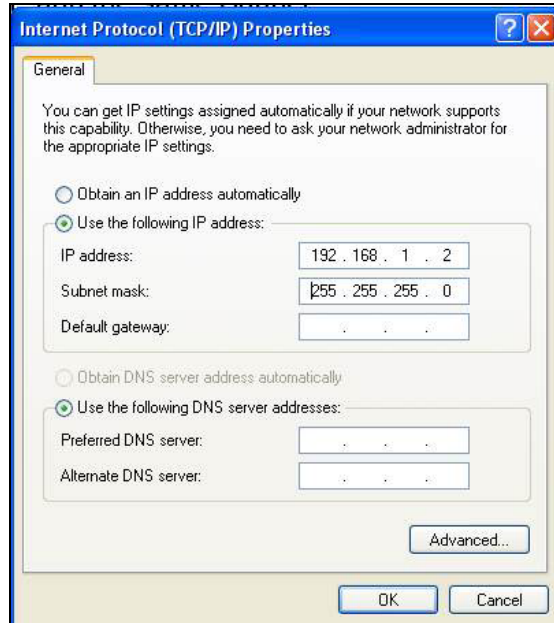 Internet Protocol (TCP/IP) Properties
General
You can get IP settings assigned automatically if your network supports
this capability. Otherwise, you need to ask your network administrator for
the appropriate IP settings.
Obtain an IP address automatically
Use the following IP address:
IP address: 192 . 168 . 1 . 2
Subnet mask: 255 . 255 . 255 . 0
Default gateway: . . .
Obtain DNS server address automatically
Use the following DNS server addresses:
Preferred DNS server: . . .
Alternate DNS server: . . .
Advanced...
OK Cancel